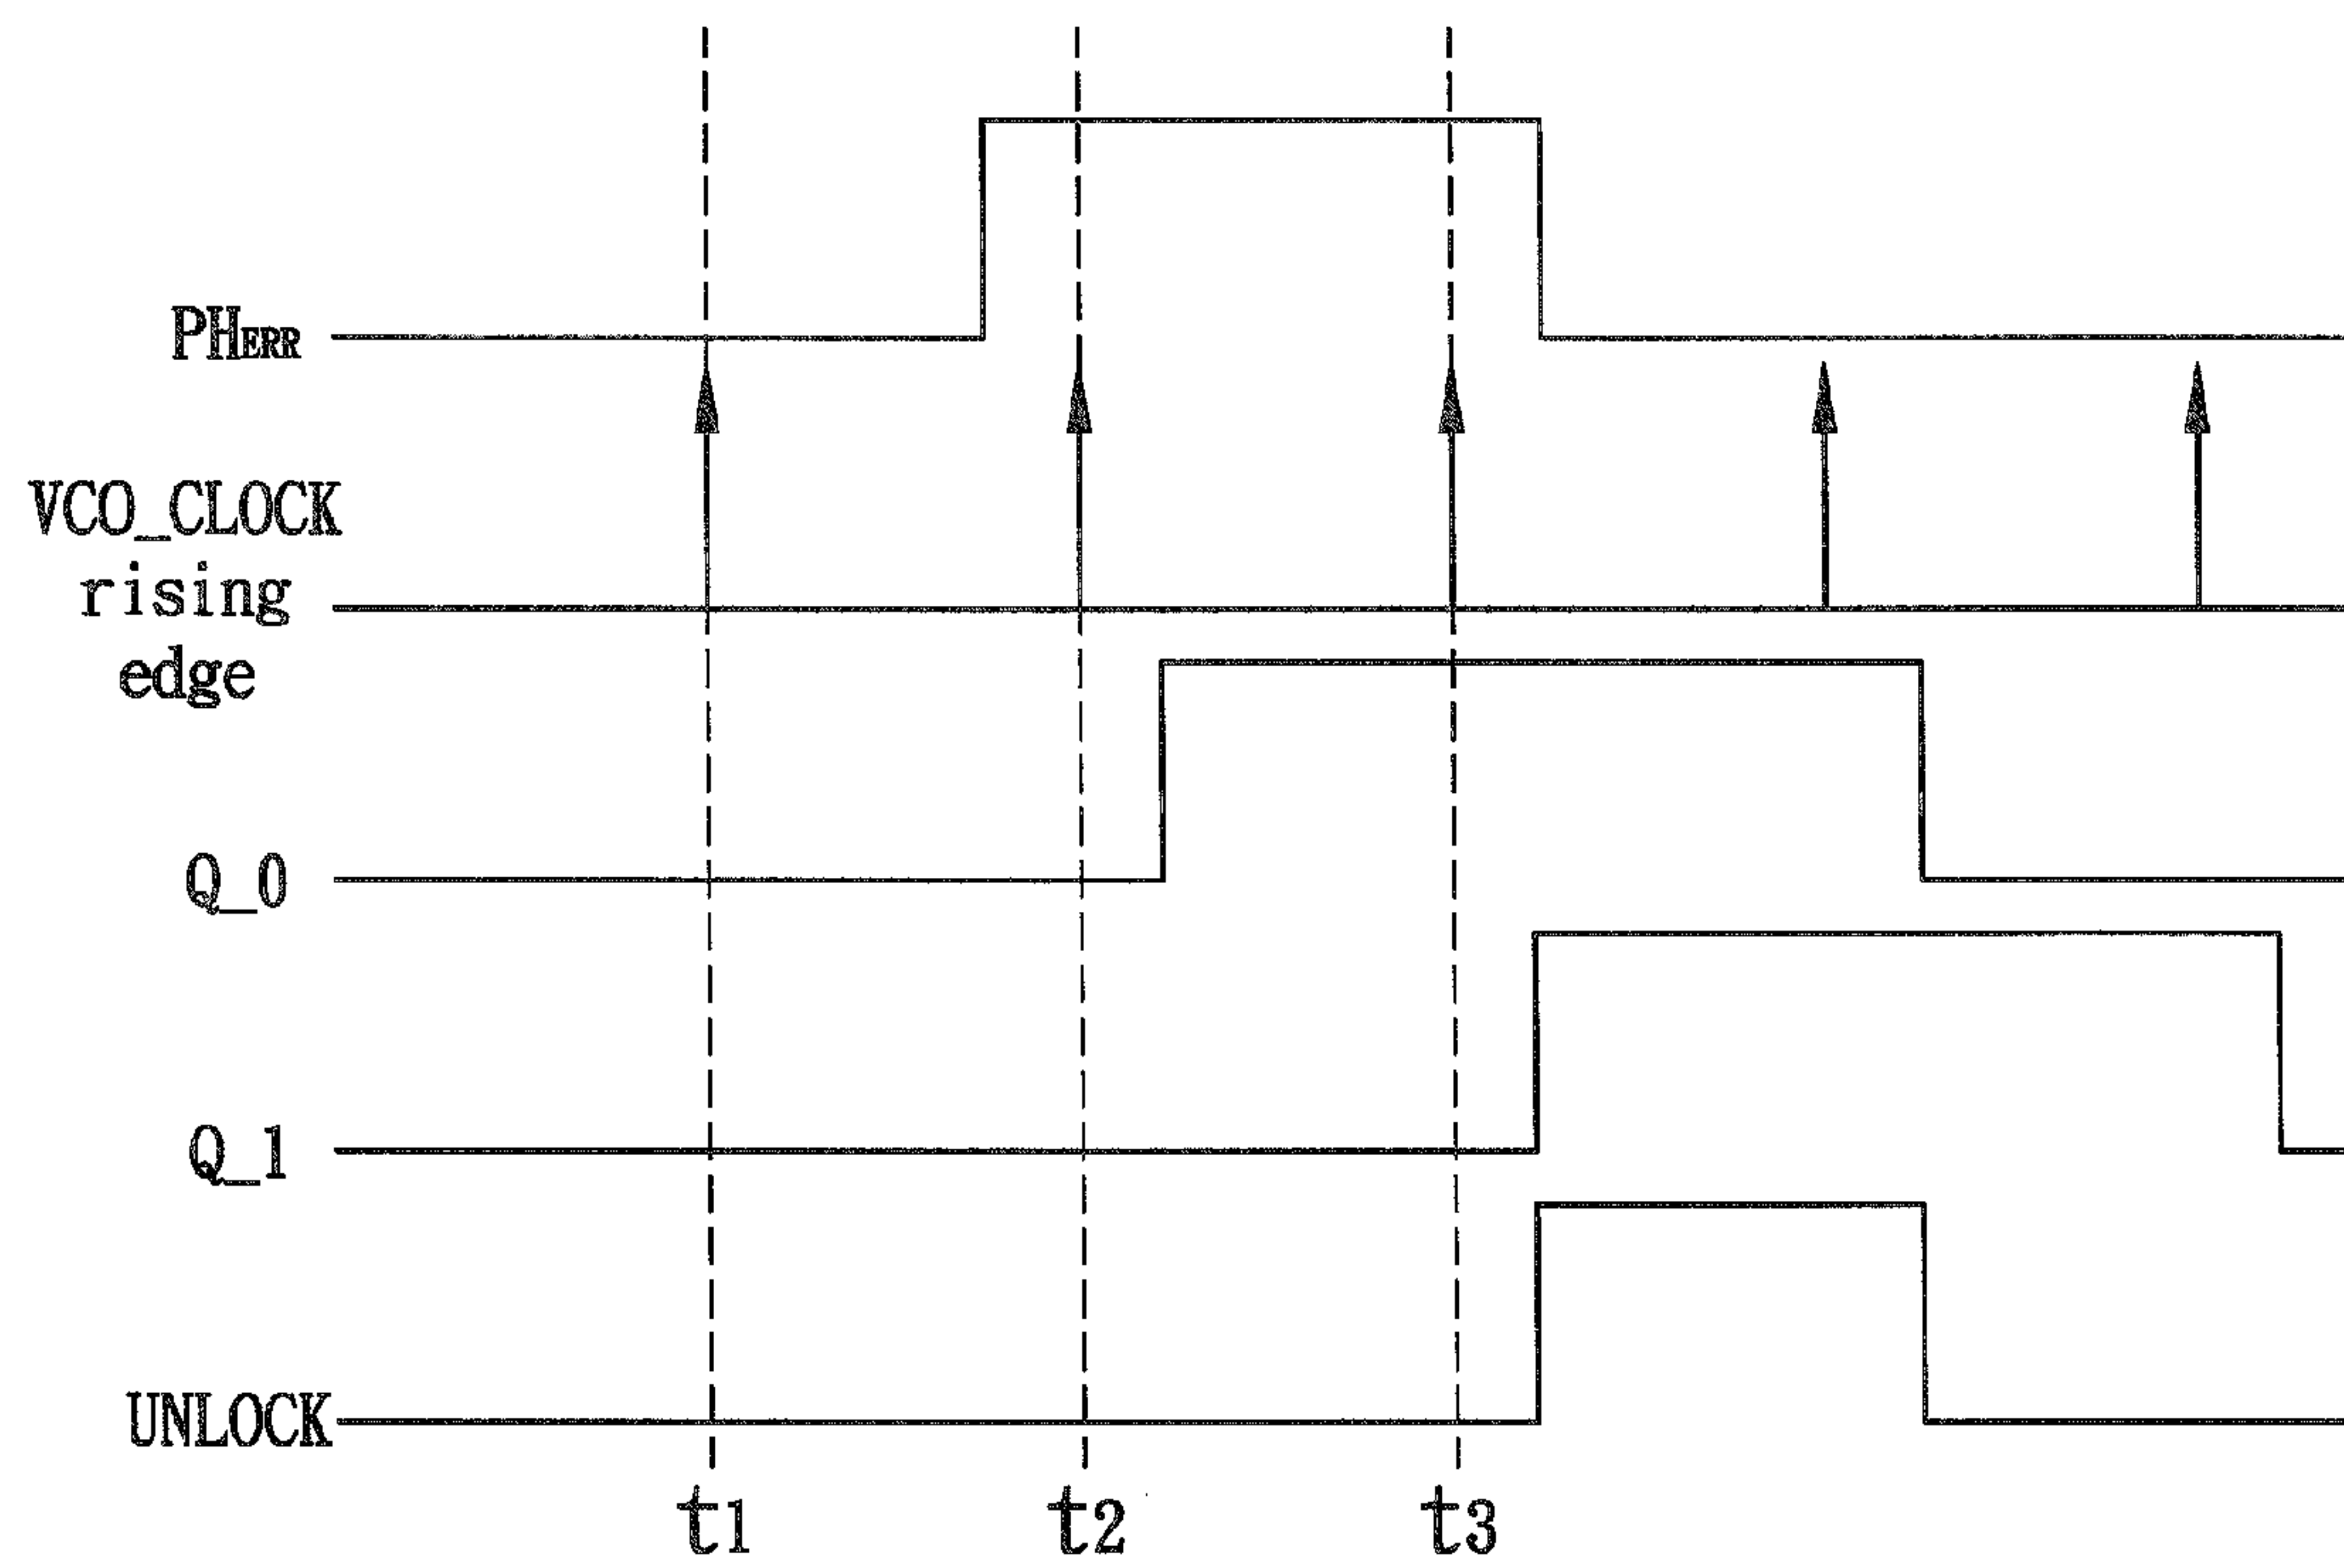 PHERR
VCO_CLOCK
rising
edge
Q_0
Q_1
UNLOCK
t1 t2 t3